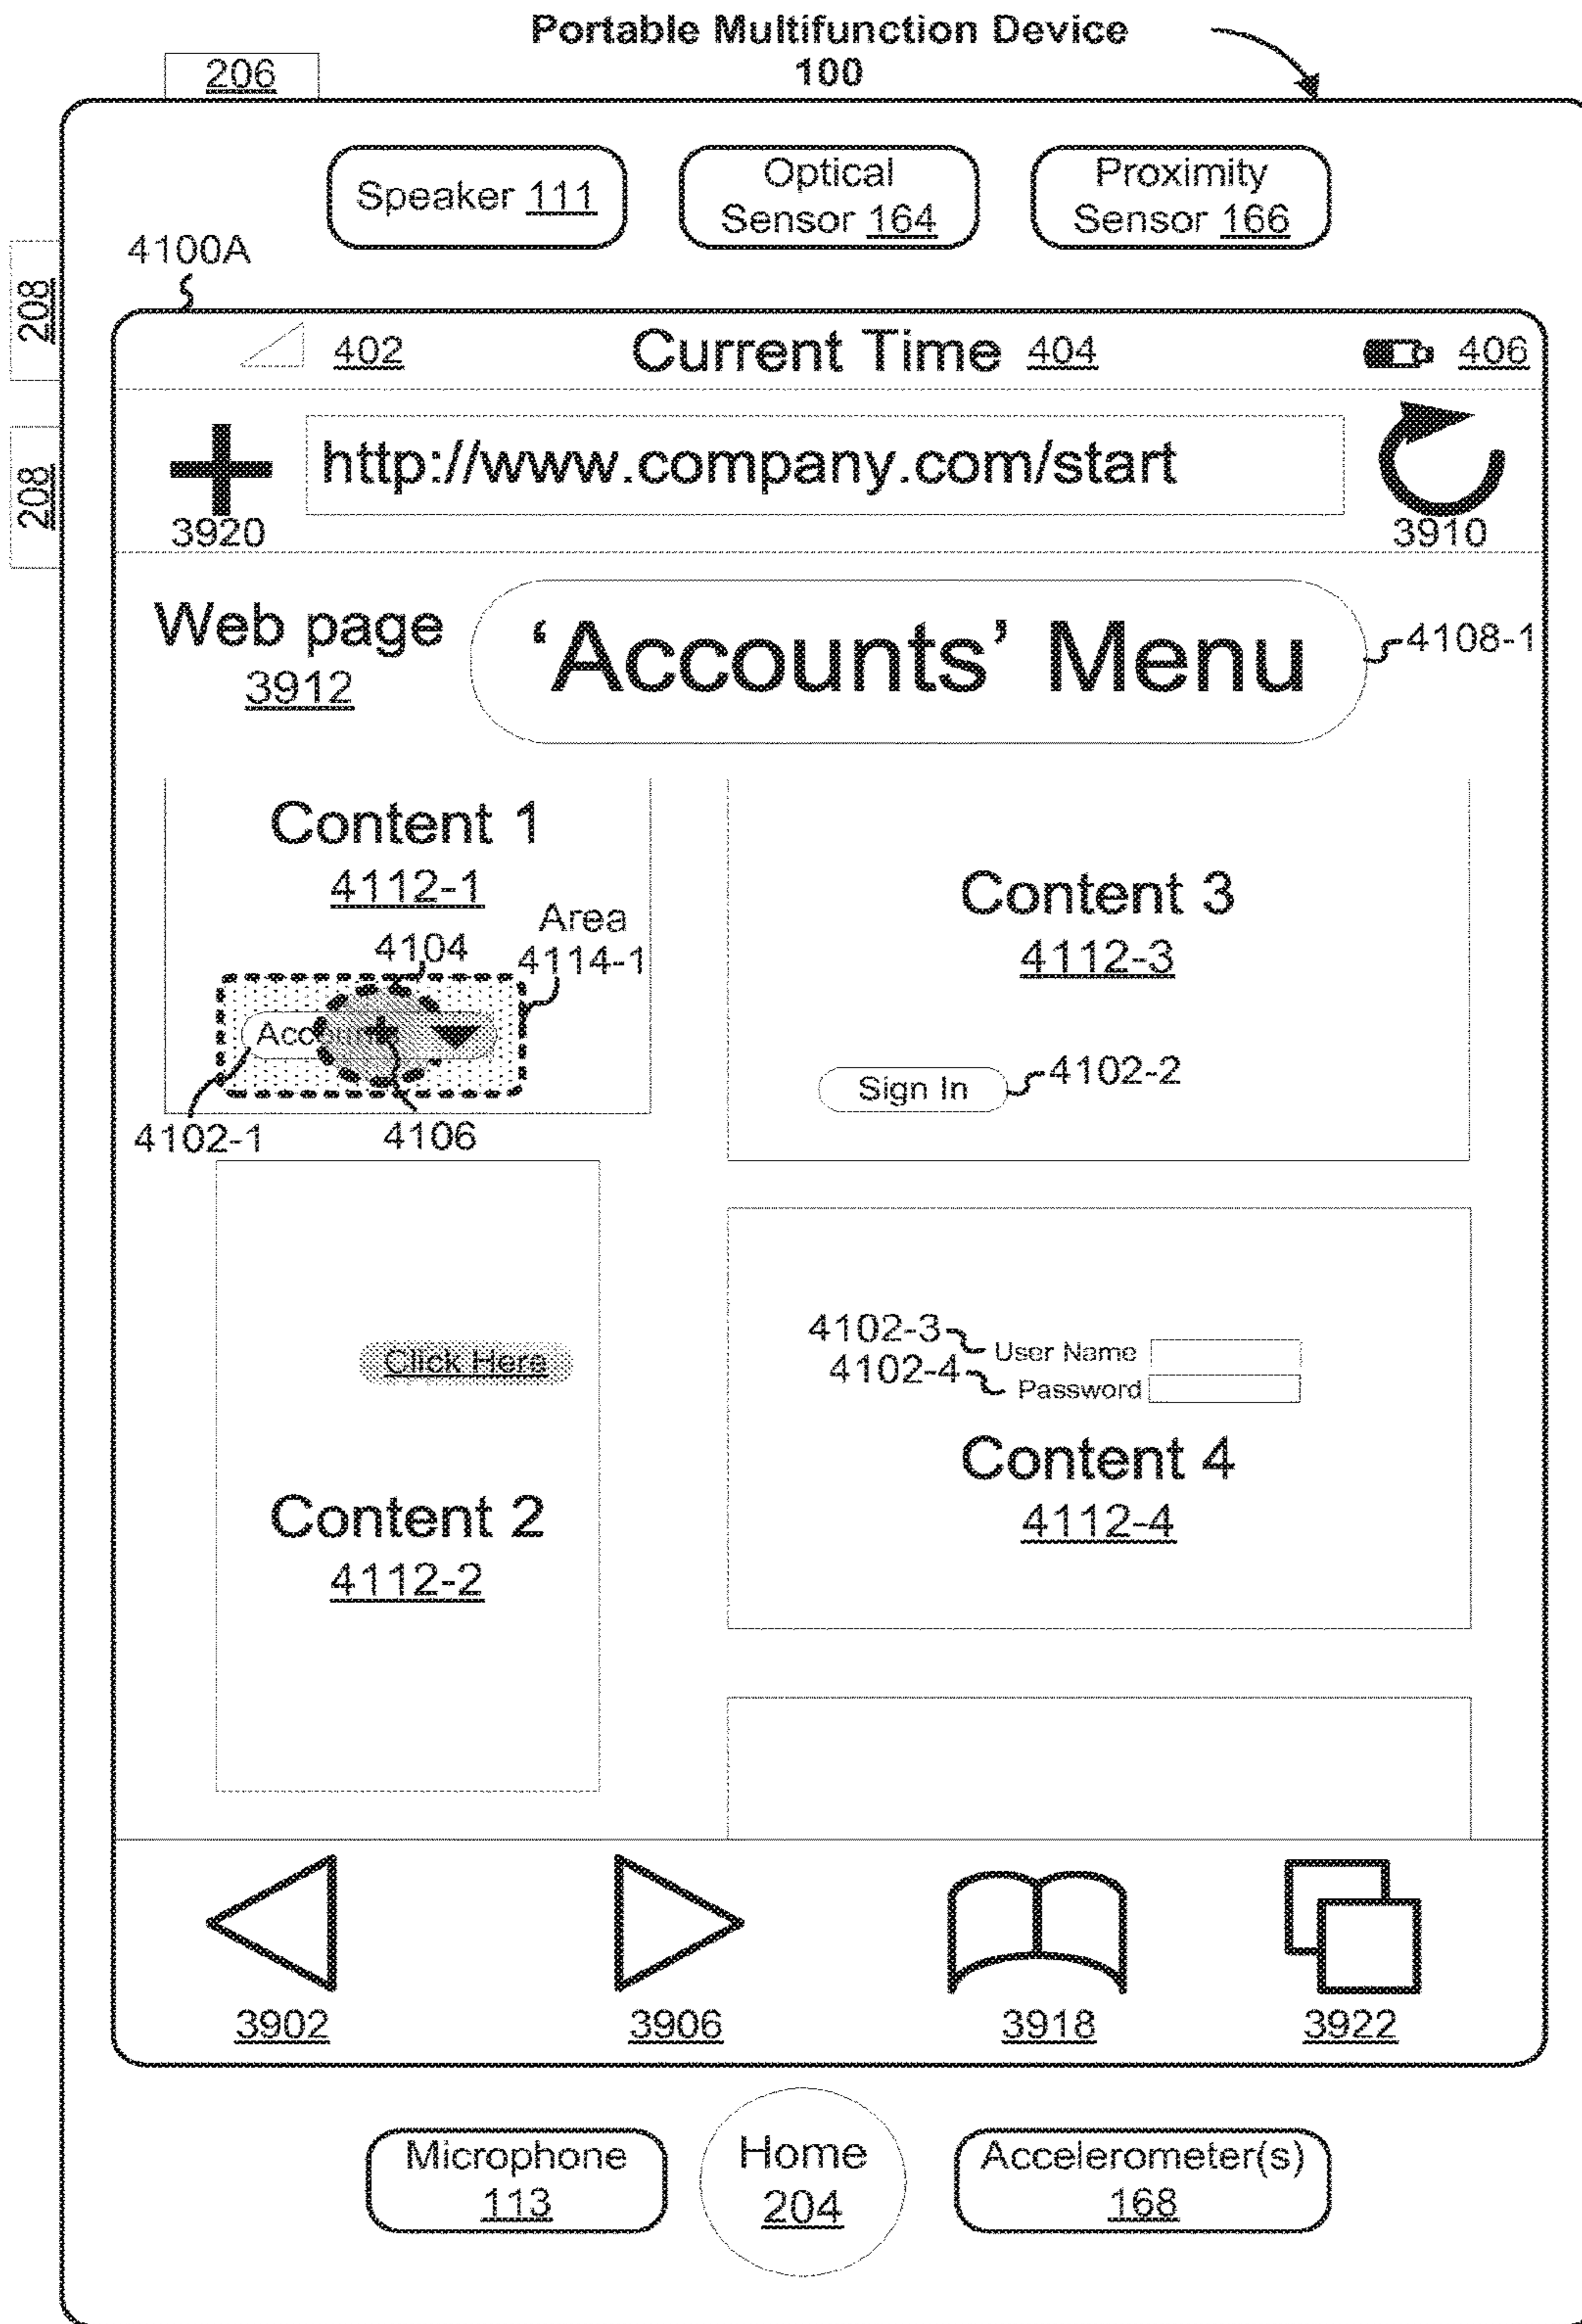 Portable Multifunction Device
100
206
Speaker 111
Optical
Sensor 164
Proximity
Sensor 166
4100A
208
208
402
Current Time 404
406
http://www.company.com/start
3920
3910
Web page
3912
‘Accounts’ Menu
4108-1
Content 1
4112-1
Area
4114-1
4104
4102-1
4106
Content 3
4112-3
Sign In
4102-2
Click Here
Content 2
4112-2
4102-3
User Name
4102-4
Password
Content 4
4112-4
3902
3906
3918
3922
Microphone
113
Home
204
Accelerometer(s)
168